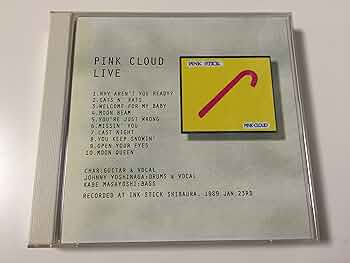 PINK CLOUD
LIVE
PINK STICK
PINK CLOUD
1.WHY AREN'T YOU READY?
2.CATS N' RATS
3.WELCOME FOR MY BABY
4.MOON BEAM
5.YOU'RE JUST WRONG
6.MISSIN' YOU
7.LAST NIGHT
8.YOU KEEP SNOWIN'
9.OPEN YOUR EYES
10.MOON QUEEN
CHAR:GUITAR & VOCAL
JOHNNY YOSHINAGA:DRUMS & VOCAL
KABE MASAYOSHI:BASS
RECORDED AT INK STICK SHIBAURA, 1989.JAN.23RD